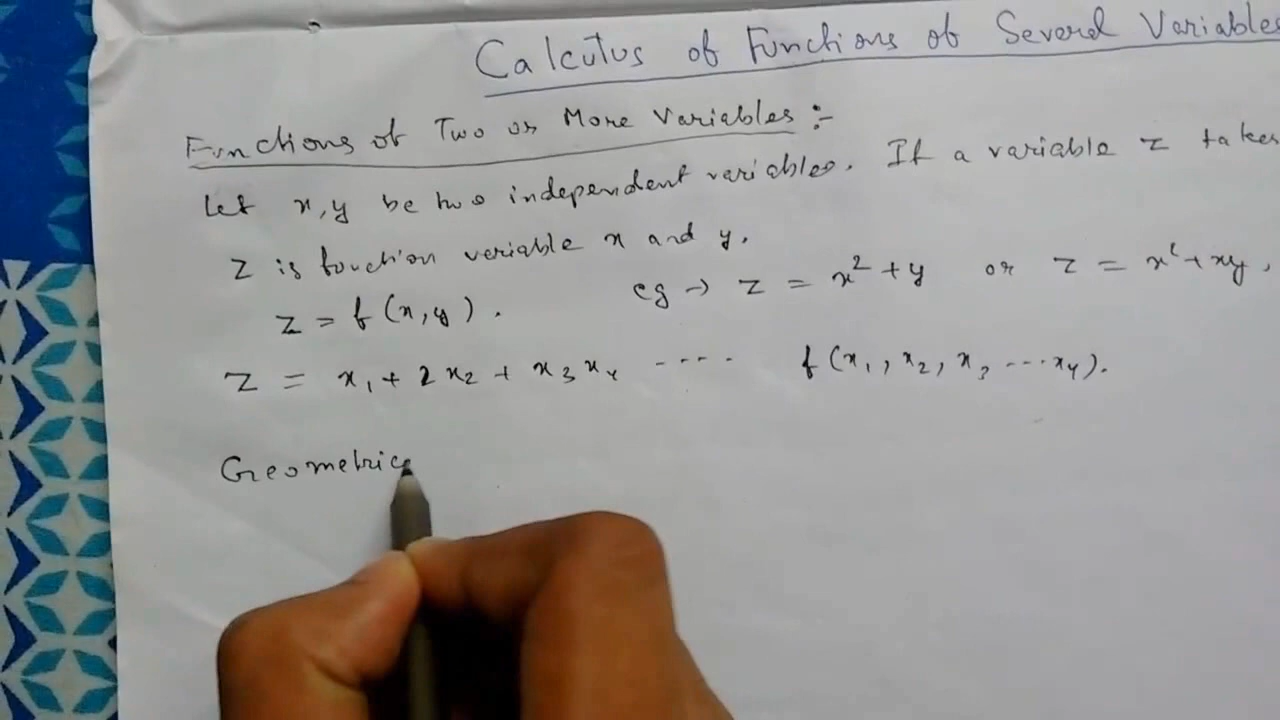 Calculus of Functions of Several Variables
Functions of Two or More Variables :-
Let x, y be two independent variables. If a variable z takes
z is function variable x and y.
z = f(x,y). eg → z = x² + y or z = x² + xy,
z = x₁ + 2x₂ + x₃x₄ ---- f(x₁, x₂, x₃ ---x₄).
Geometric